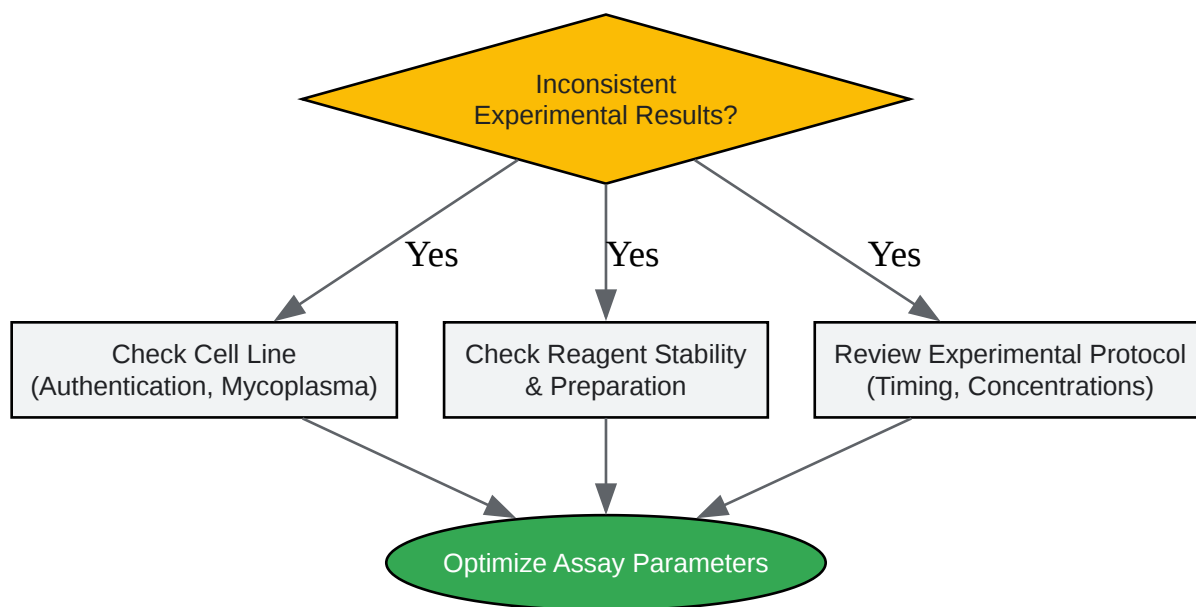 Inconsistent
Experimental Results?
Yes
Yes
Yes
Check Cell Line
(Authentication, Mycoplasma)
Check Reagent Stability
& Preparation
Review Experimental Protocol
(Timing, Concentrations)
Optimize Assay Parameters